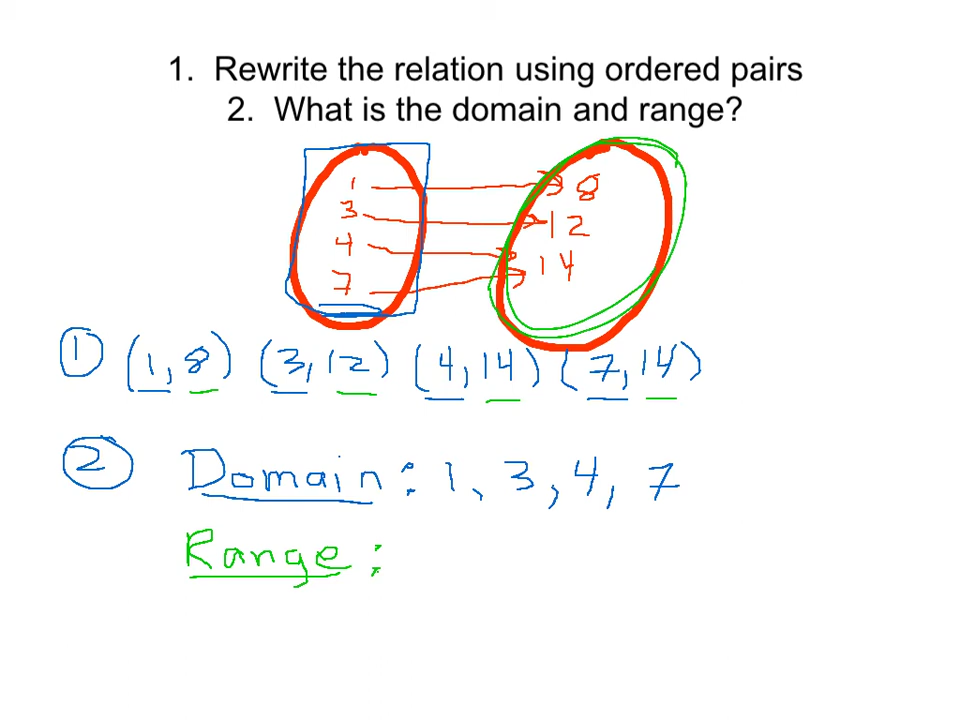 1. Rewrite the relation using ordered pairs
2. What is the domain and range?
1 8
3 12
4 14
7
1 (1, 8) (3, 12) (4, 14) (7, 14)
2 Domain: 1, 3, 4, 7
Range: